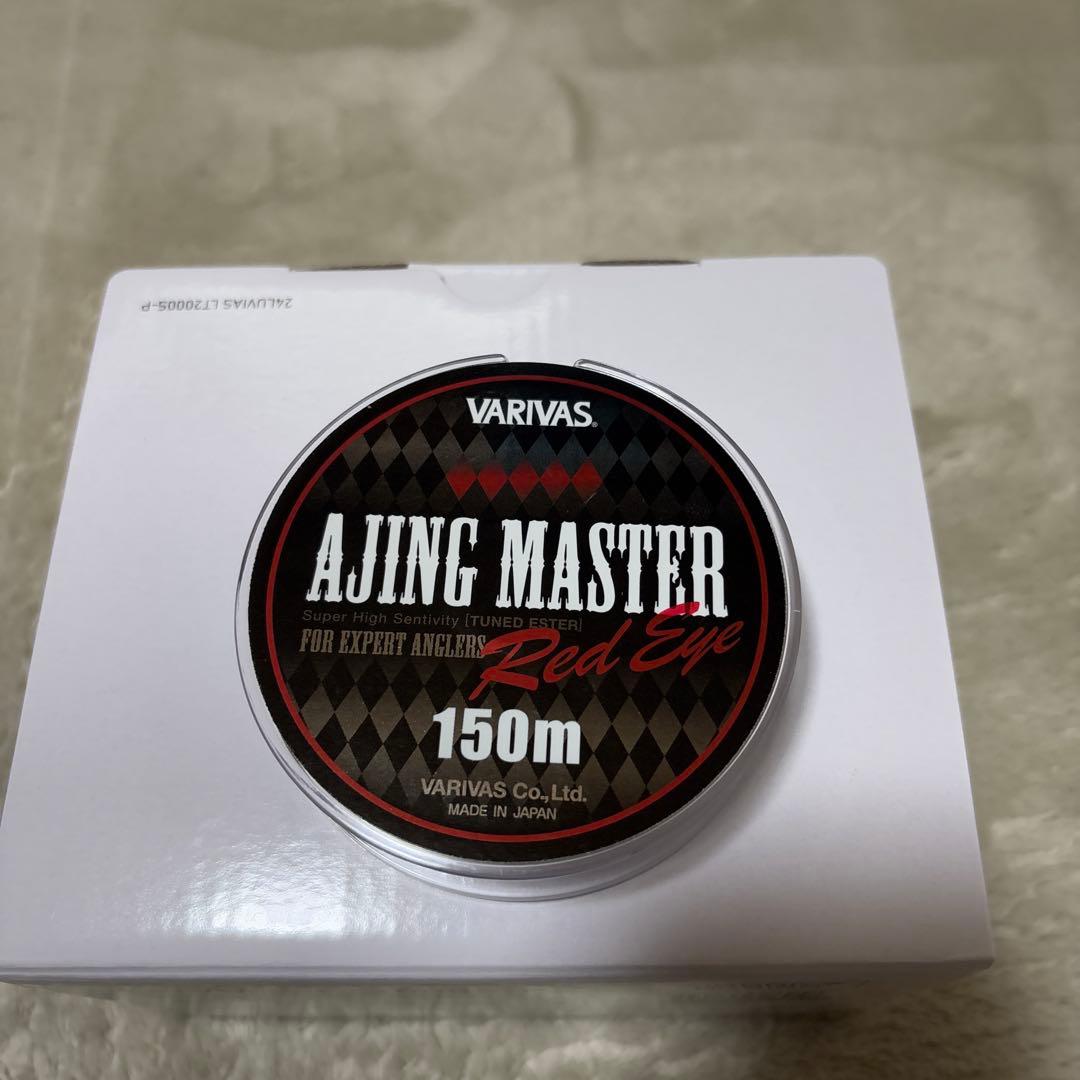 24LUVIAS LT2000S-P
VARIVAS®
AJING MASTER
Super High Sentivity [TUNED ESTER]
FOR EXPERT ANGLERS
Red Eye
150m
VARIVAS Co.,Ltd.
MADE IN JAPAN